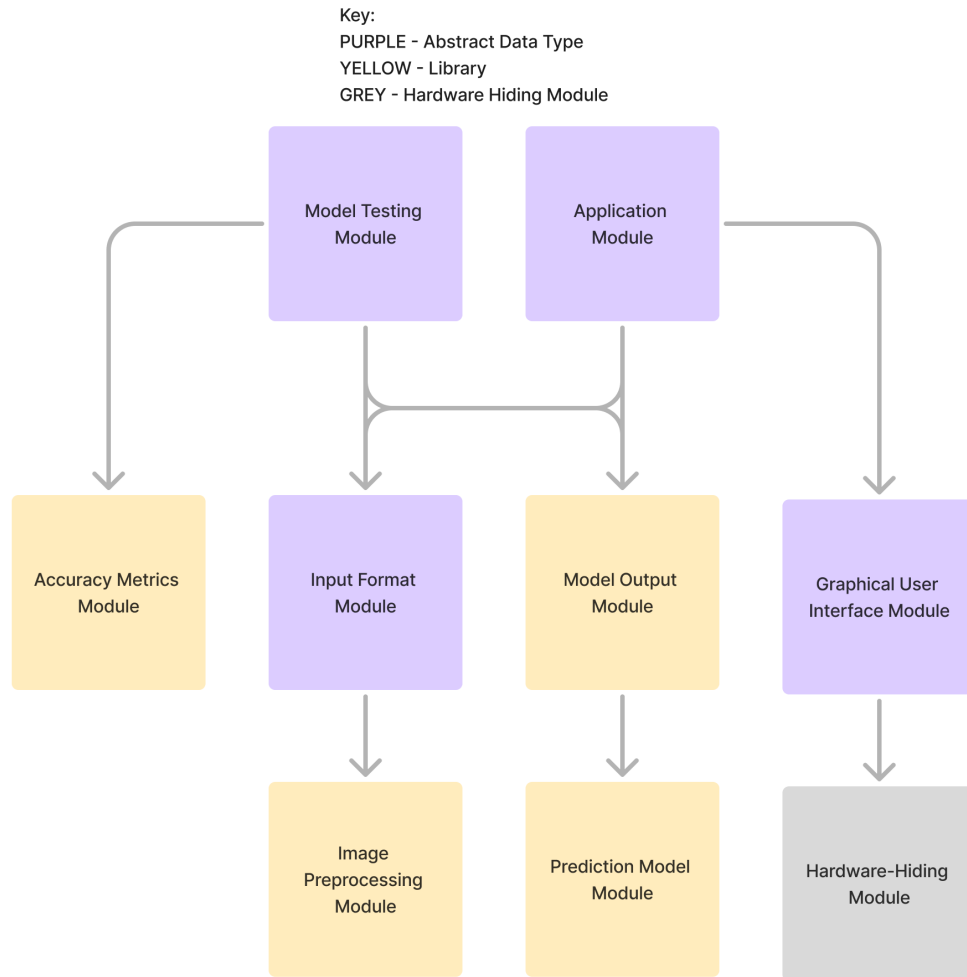 Key:
PURPLE - Abstract Data Type
YELLOW - Library
GREY - Hardware Hiding Module
Model Testing
Module
Application
Module
Accuracy Metrics
Module
Input Format
Module
Model Output
Module
Graphical User
Interface Module
Image
Preprocessing
Module
Prediction Model
Module
Hardware-Hiding
Module